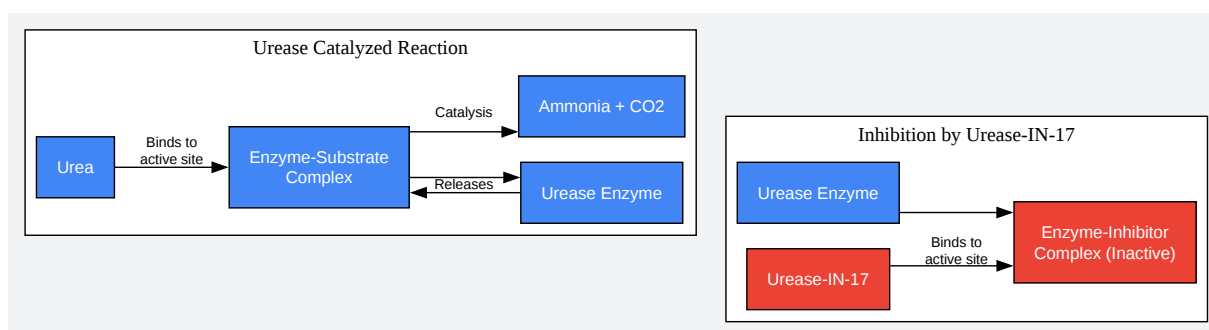 Urease Catalyzed Reaction
Urea
Binds to
active site
Enzyme-Substrate
Complex
Catalysis
Ammonia + CO2
Releases
Urease Enzyme
Inhibition by Urease-IN-17
Urease Enzyme
Urease-IN-17
Binds to
active site
Enzyme-Inhibitor
Complex (Inactive)